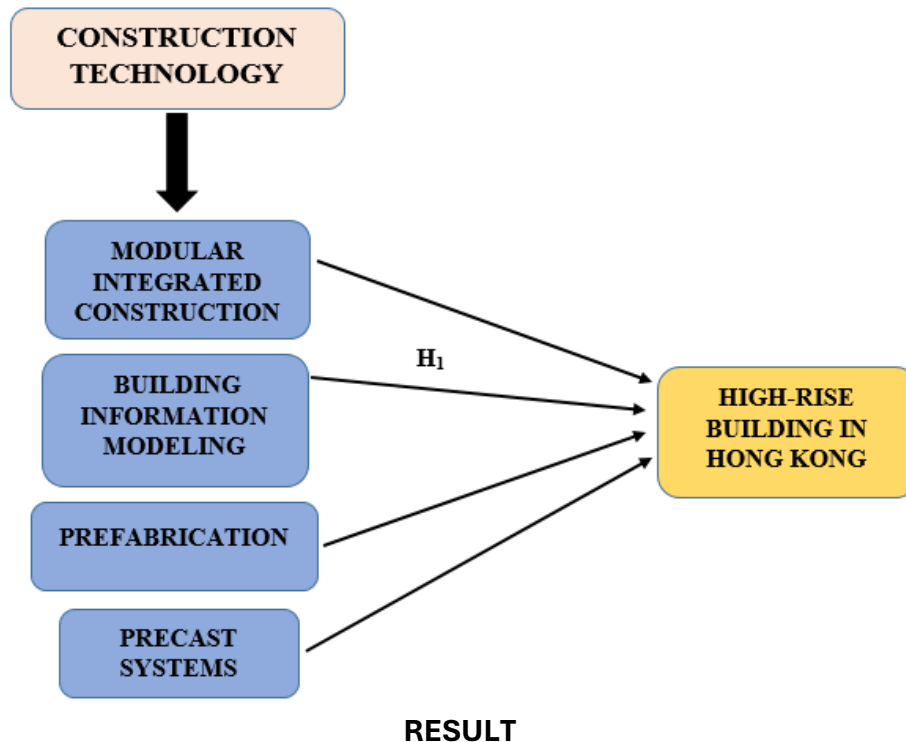 CONSTRUCTION
TECHNOLOGY
MODULAR
INTEGRATED
CONSTRUCTION
H₁
BUILDING
INFORMATION
MODELING
HIGH-RISE
BUILDING IN
HONG KONG
PREFABRICATION
PRECAST
SYSTEMS
RESULT